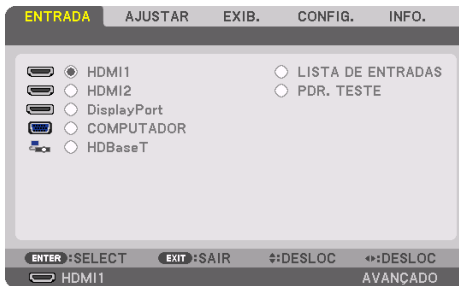 ENTRADA AJUSTAR EXIB. CONFIG. INFO.
HDMI1 LISTA DE ENTRADAS
HDMI2 PDR. TESTE
DisplayPort
COMPUTADOR
HDBaseT
ENTER:SELECT EXIT:SAIR :DESLOC :DESLOC
HDMI1 AVANÇADO